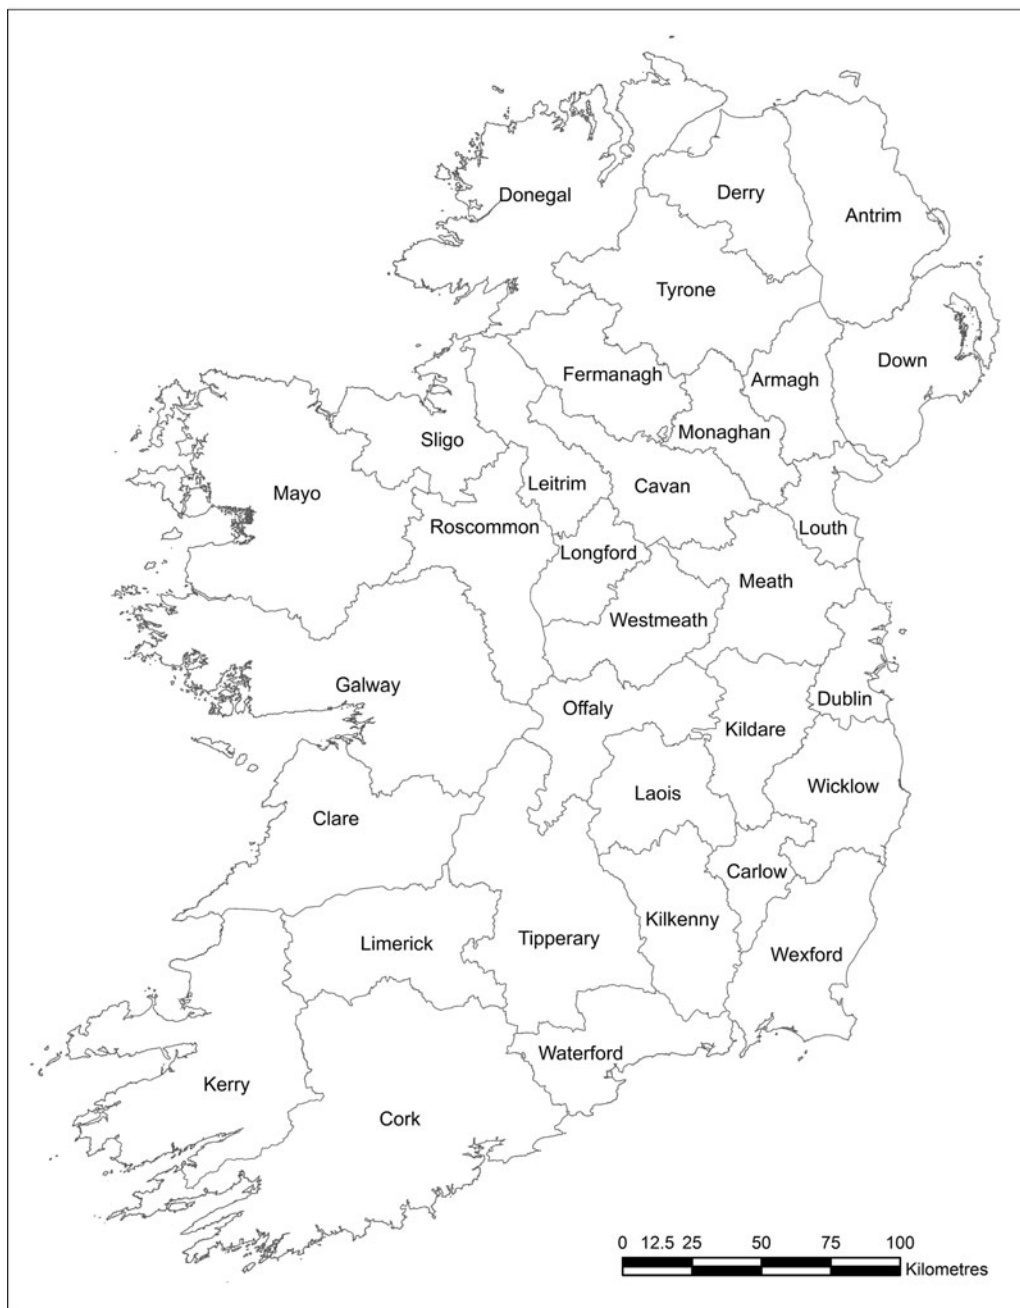 Donegal
Derry
Antrim
Tyrone
Fermanagh
Armagh
Down
Monaghan
Sligo
Leitrim
Cavan
Mayo
Roscommon
Louth
Longford
Meath
Westmeath
Galway
Offaly
Dublin
Kildare
Laois
Wicklow
Clare
Carlow
Kilkenny
Limerick
Tipperary
Wexford
Waterford
Kerry
Cork
0 12.5 25 50 75 100
Kilometres